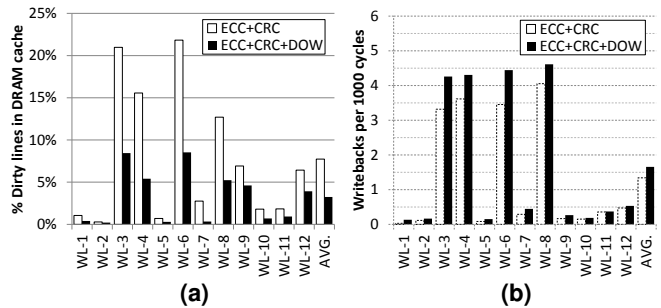 % Dirty lines in DRAM cache
25%
20%
15%
10%
5%
0%
ECC+CRC
ECC+CRC+DOW
WL-1
WL-2
WL-3
WL-4
WL-5
WL-6
WL-7
WL-8
WL-9
WL-10
WL-11
WL-12
AVG.
(a)
Writebacks per 1000 cycles
6
5
4
3
2
1
0
ECC+CRC
ECC+CRC+DOW
WL-1
WL-2
WL-3
WL-4
WL-5
WL-6
WL-7
WL-8
WL-9
WL-10
WL-11
WL-12
AVG.
(b)